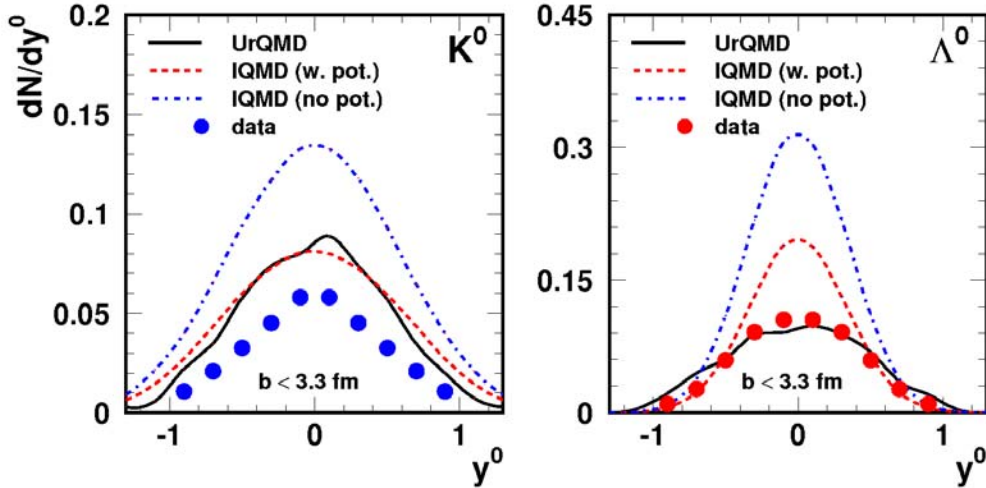 dN/dy⁰
0.2
0.15
0.1
0.05
0
UrQMD
IQMD (w. pot.)
IQMD (no pot.)
data
K⁰
b < 3.3 fm
-1
0
1
y⁰
0.45
0.3
0.15
0
UrQMD
IQMD (w. pot.)
IQMD (no pot.)
data
Λ⁰
b < 3.3 fm
-1
0
1
y⁰